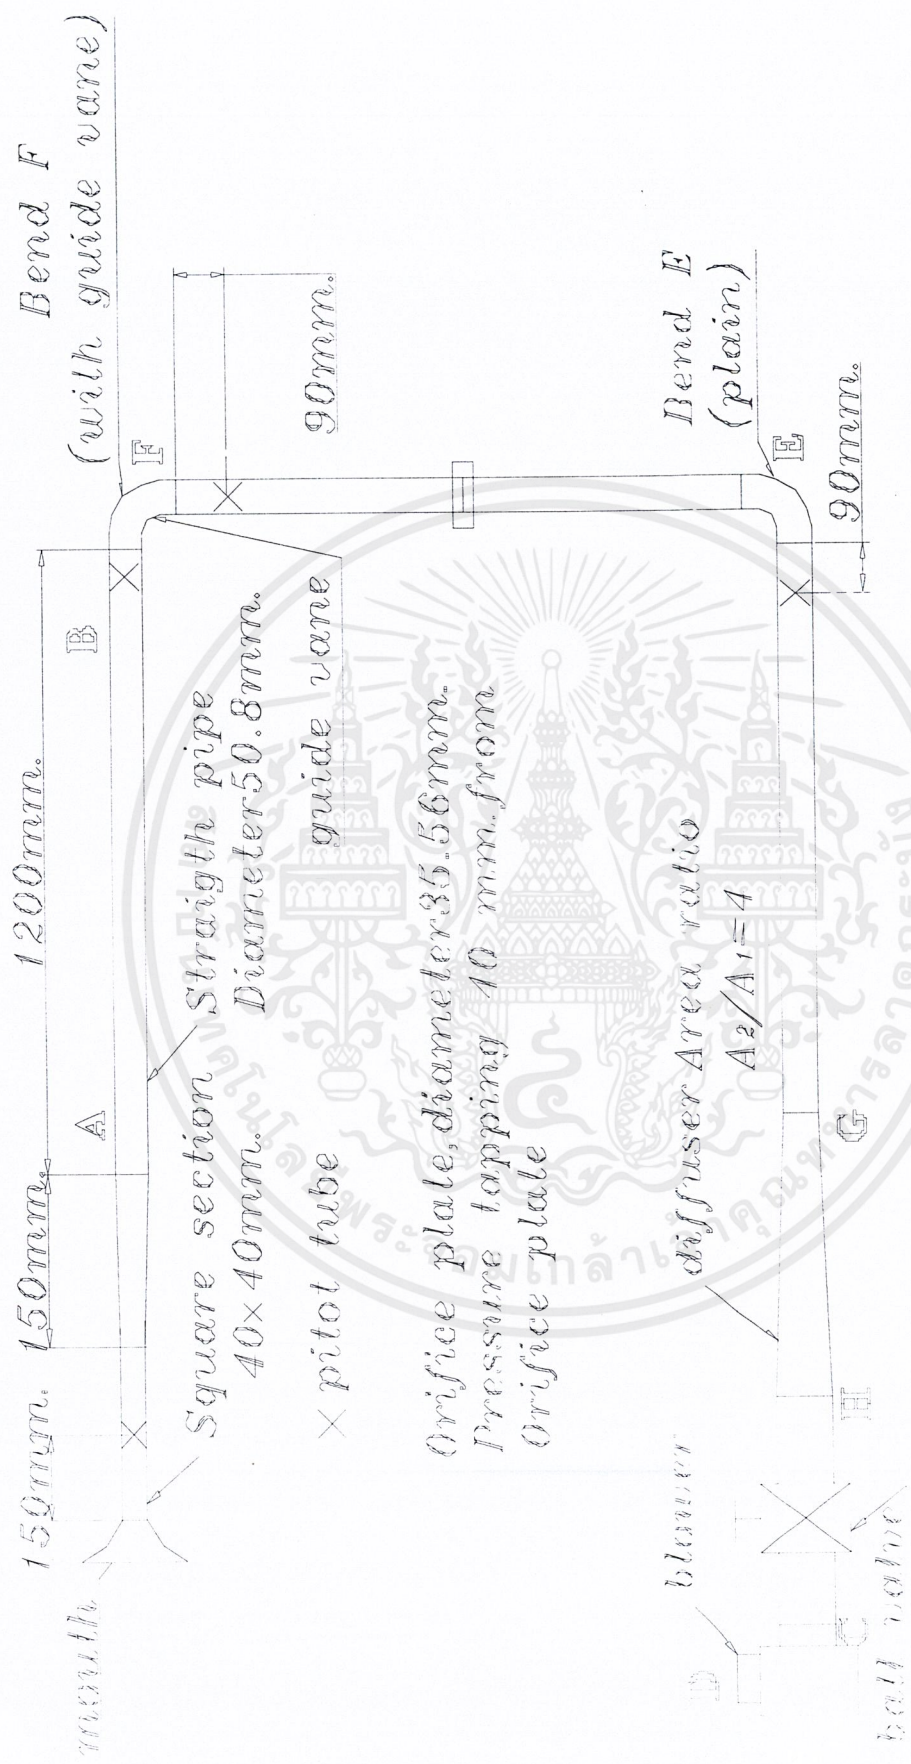 Bend F
(with guide vane)
F
90mm.
1200mm.
B
A
150mm.
150mm.
mouth
Square section
40×40mm.
Straigth pipe
Diameter50.8mm.
guide vane
× pitot tube
Orifice plate,diameter35.56mm.
Pressure tapping 10 mm.from
Orifice plate
Bend E
(plain)
E
90mm.
diffuser Area ratio
A2/A1=4
G
H
blower
D
C
ball valve